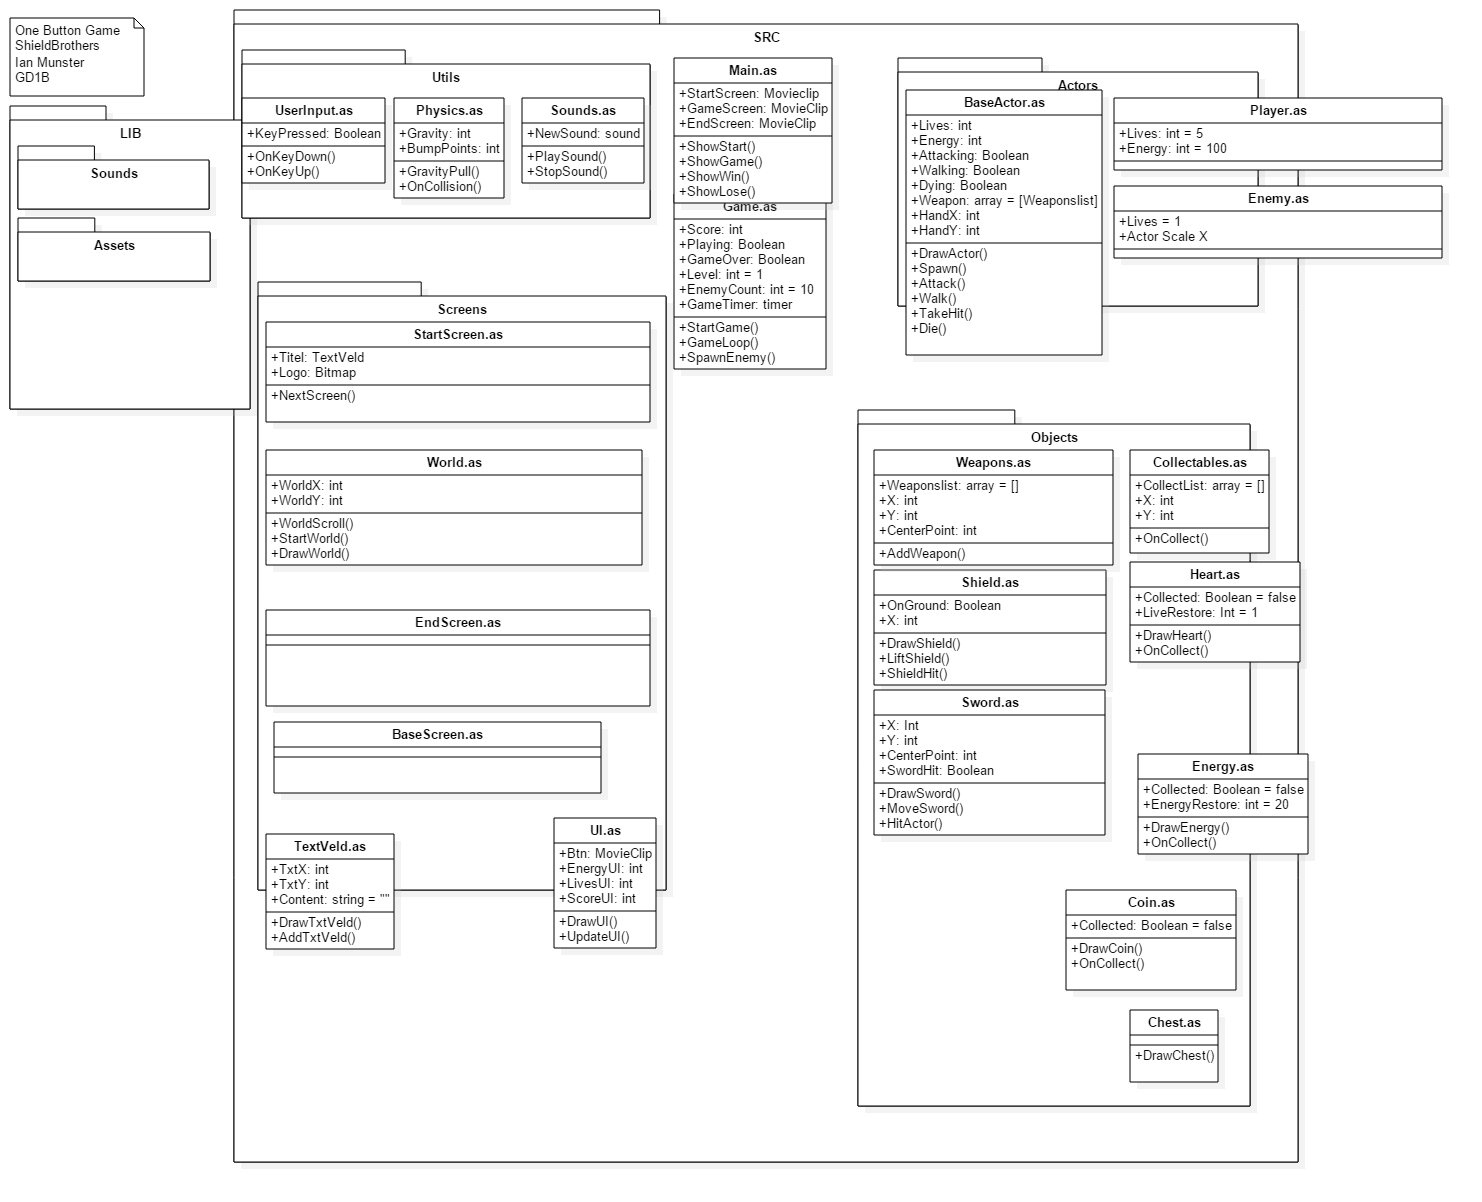 One Button Game
ShieldBrothers
Ian Munster
GD1B
LIB
Sounds
Assets
SRC
Utils
UserInput.as
+KeyPressed: Boolean
+OnKeyDown()
+OnKeyUp()
Physics.as
+Gravity: int
+BumpPoints: int
+GravityPull()
+OnCollision()
Sounds.as
+NewSound: sound
+PlaySound()
+StopSound()
Main.as
+StartScreen: Movieclip
+GameScreen: MovieClip
+EndScreen: MovieClip
+ShowStart()
+ShowGame()
+ShowWin()
+ShowLose()
Game.as
+Score: int
+Playing: Boolean
+GameOver: Boolean
+Level: int = 1
+EnemyCount: int = 10
+GameTimer: timer
+StartGame()
+GameLoop()
+SpawnEnemy()
Actors
BaseActor.as
+Lives: int
+Energy: int
+Attacking: Boolean
+Walking: Boolean
+Dying: Boolean
+Weapon: array = [Weaponslist]
+HandX: int
+HandY: int
+DrawActor()
+Spawn()
+Attack()
+Walk()
+TakeHit()
+Die()
Player.as
+Lives: int = 5
+Energy: int = 100
Enemy.as
+Lives = 1
+Actor Scale X
Screens
StartScreen.as
+Titel: TextVeld
+Logo: Bitmap
+NextScreen()
World.as
+WorldX: int
+WorldY: int
+WorldScroll()
+StartWorld()
+DrawWorld()
EndScreen.as
BaseScreen.as
TextVeld.as
+TxtX: int
+TxtY: int
+Content: string = ""
+DrawTxtVeld()
+AddTxtVeld()
UI.as
+Btn: MovieClip
+EnergyUI: int
+LivesUI: int
+ScoreUI: int
+DrawUI()
+UpdateUI()
Objects
Weapons.as
+Weaponslist: array = []
+X: int
+Y: int
+CenterPoint: int
+AddWeapon()
Shield.as
+OnGround: Boolean
+X: int
+DrawShield()
+LiftShield()
+ShieldHit()
Sword.as
+X: Int
+Y: int
+CenterPoint: int
+SwordHit: Boolean
+DrawSword()
+MoveSword()
+HitActor()
Collectables.as
+CollectList: array = []
+X: int
+Y: int
+OnCollect()
Heart.as
+Collected: Boolean = false
+LiveRestore: Int = 1
+DrawHeart()
+OnCollect()
Energy.as
+Collected: Boolean = false
+EnergyRestore: int = 20
+DrawEnergy()
+OnCollect()
Coin.as
+Collected: Boolean = false
+DrawCoin()
+OnCollect()
Chest.as
+DrawChest()